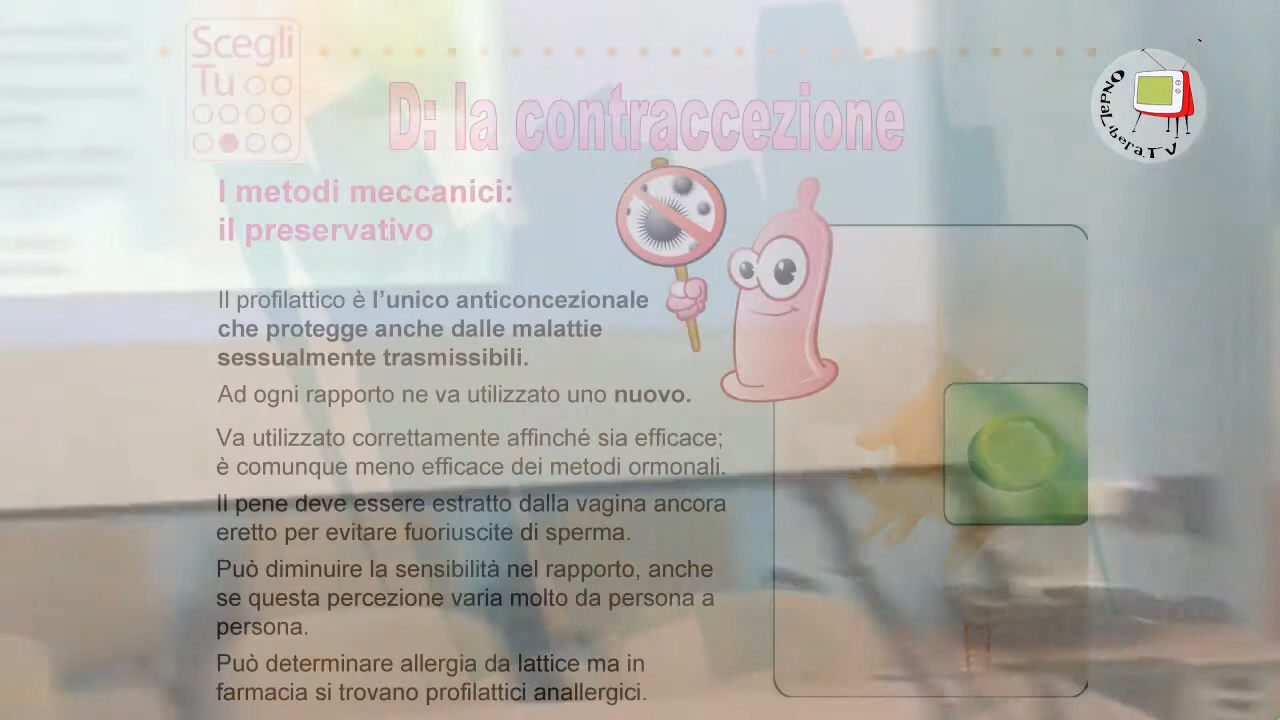 Scegli
Tu
D: la contraccezione
OndaLiberaTV
I metodi meccanici:
il preservativo
Il profilattico è l’unico anticoncezionale
che protegge anche dalle malattie
sessualmente trasmissibili.
Ad ogni rapporto ne va utilizzato uno nuovo.
Va utilizzato correttamente affinché sia efficace;
è comunque meno efficace dei metodi ormonali.
Il pene deve essere estratto dalla vagina ancora
eretto per evitare fuoriuscite di sperma.
Può diminuire la sensibilità nel rapporto, anche
se questa percezione varia molto da persona a
persona.
Può determinare allergia da lattice ma in
farmacia si trovano profilattici anallergici.